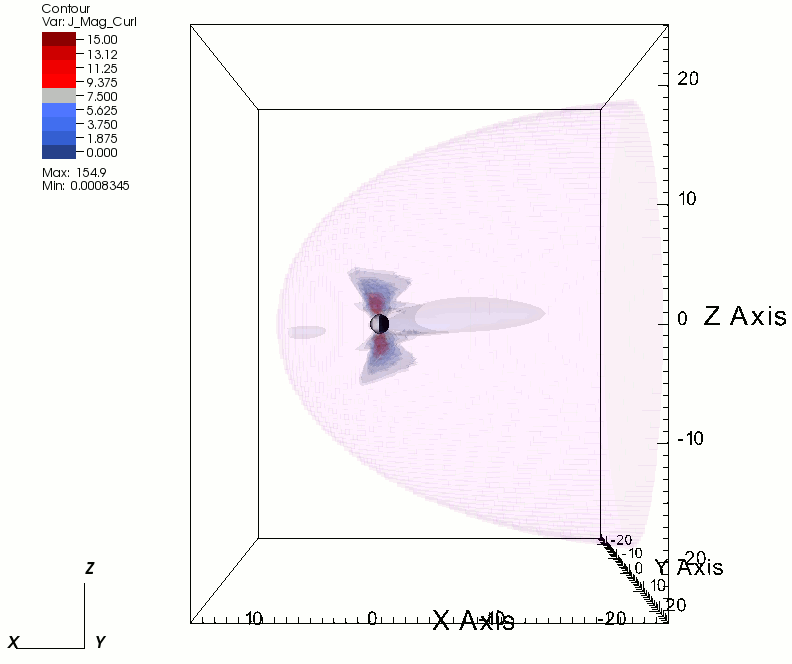 Contour
Var: J_Mag_Curl
15.00
13.12
11.25
9.375
7.500
5.625
3.750
1.875
0.000
Max: 154.9
Min: 0.0008345
20
10
0 Z Axis
-10
-20
-20
-10
0 Y Axis
10
20
10 0 X Axis -10 -20
Z
X Y